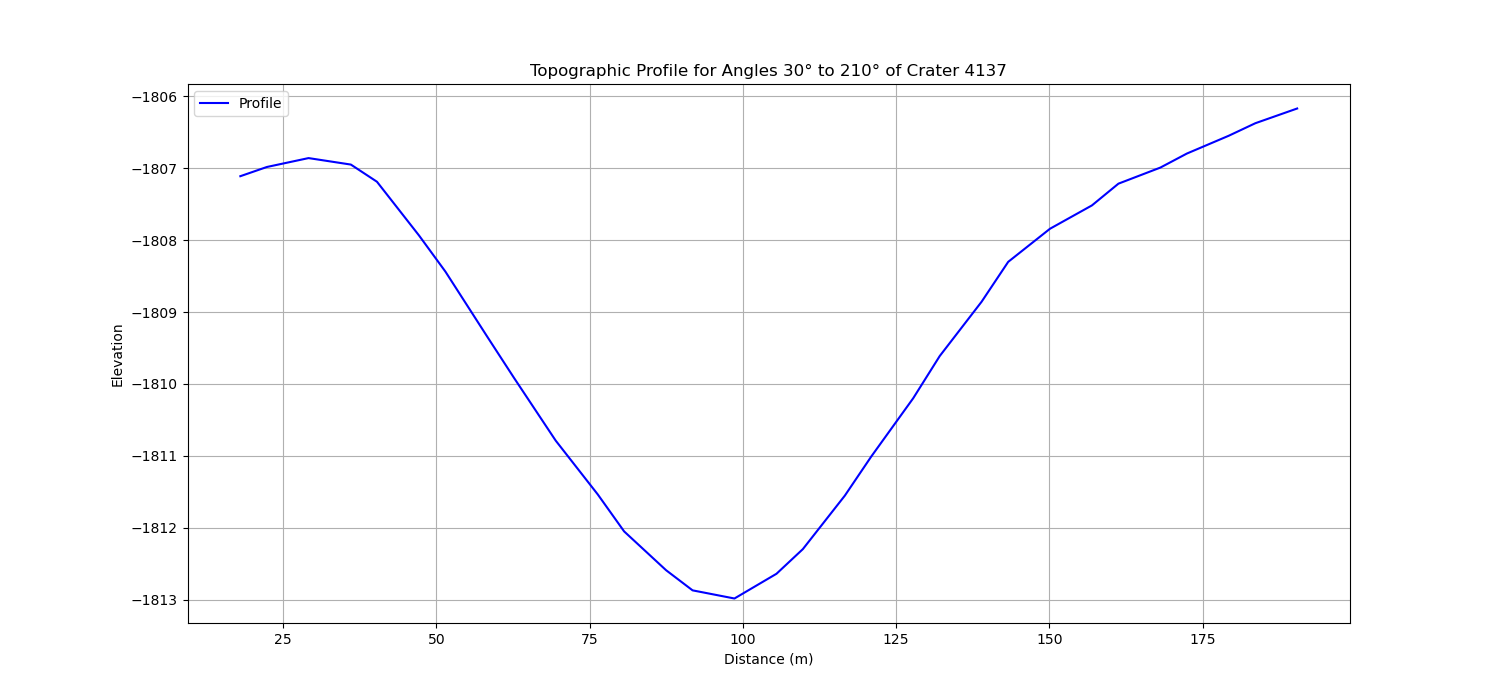 Topographic Profile for Angles 30° to 210° of Crater 4137
Profile
−1806
−1807
−1808
−1809
−1810
−1811
−1812
−1813
Elevation
25 50 75 100 125 150 175
Distance (m)